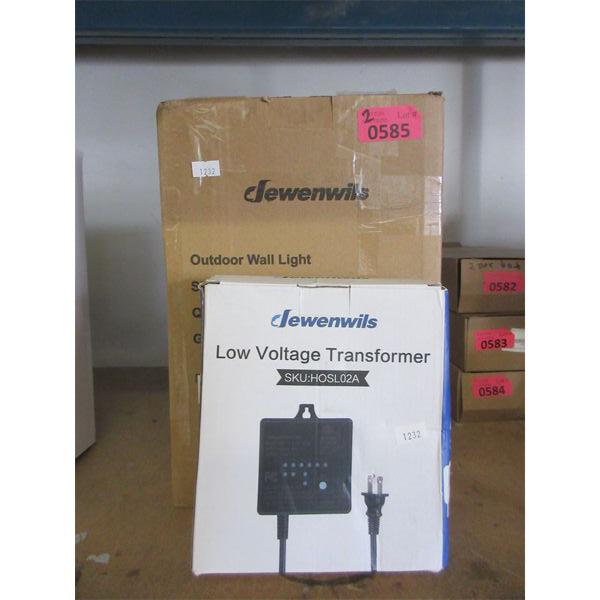 2
Lot #
0585
1232
Dewenwils
Outdoor Wall Light
S
Q
G
Dewenwils
Low Voltage Transformer
SKU:HOSL02A
1232
0582
0583
0584